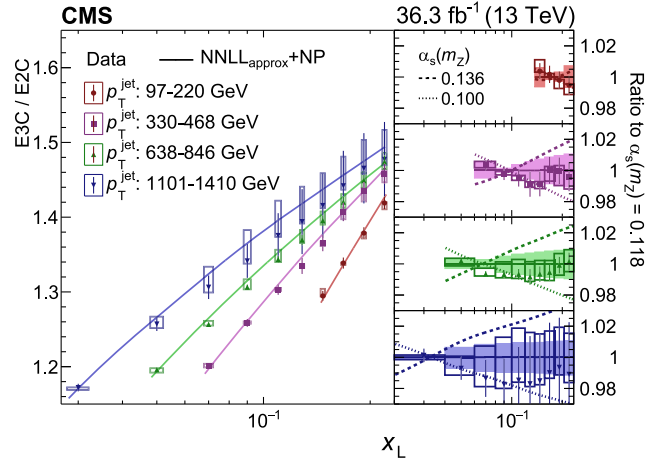 CMS
36.3 fb⁻¹ (13 TeV)
E3C / E2C
1.6
1.5
1.4
1.3
1.2
Data
NNLL_approx+NP
p_T^jet: 97-220 GeV
p_T^jet: 330-468 GeV
p_T^jet: 638-846 GeV
p_T^jet: 1101-1410 GeV
10⁻¹
α_s(m_Z)
0.136
0.100
1.02
1
0.98
1.02
1
0.98
1.02
1
0.98
1.02
1
0.98
10⁻¹
Ratio to α_s(m_Z) = 0.118
x_L